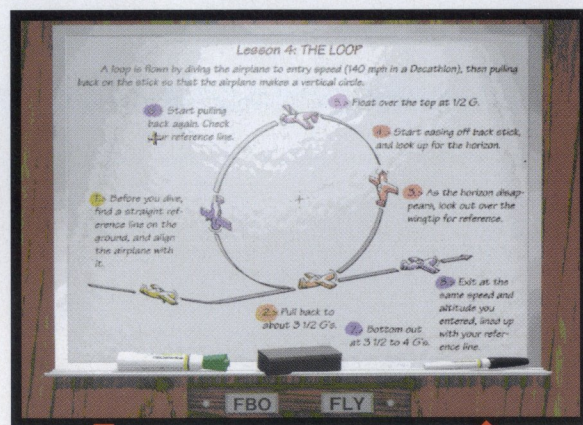 Lesson 4: THE LOOP
A loop is flown by diving the airplane to entry speed (140 mph in a Decathlon), then pulling
back on the stick so that the airplane makes a vertical circle.
1. Before you dive,
find a straight ref-
erence line on the
ground, and align
the airplane with
it.
2. Pull back to
about 3 1/2 G's.
3. As the horizon disap-
pears, look out over the
wingtip for reference.
4. Start easing off back stick,
and look up for the horizon.
5. Float over the top at 1/2 G.
6. Start pulling
back again. Check
your reference line.
7. Bottom out
at 3 1/2 to 4 G's.
8. Exit at the
same speed and
altitude you
entered, lined up
with your refer-
ence line.
FBO
FLY